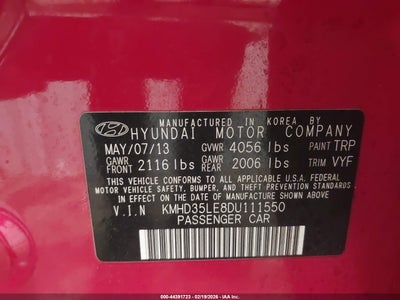 MANUFACTURED IN KOREA BY
HYUNDAI MOTOR COMPANY
MAY/07/13 GVWR 4056 lbs PAINT TRP
GAWR FRONT 2116 lbs GAWR REAR 2006 lbs TRIM VYF
THIS VEHICLE CONFORMS TO ALL APPLICABLE U.S.A. FEDERAL
MOTOR VEHICLE SAFETY, BUMPER, AND THEFT PREVENTION
STANDARDS IN EFFECT ON THE DATE OF MANUFACTURE
SHOWN ABOVE.
V.I.N KMHD35LE8DU111550
PASSENGER CAR
000-44391723 - 02/19/2026 - IAAI.COM